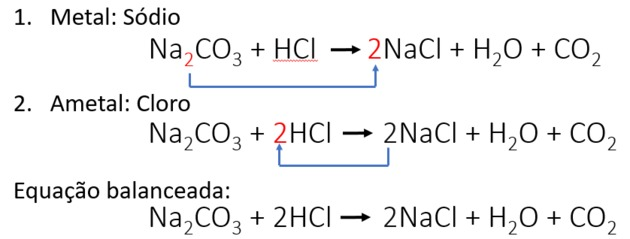 1. Metal: Sódio
Na₂CO₃ + HCl → 2NaCl + H₂O + CO₂
2. Ametal: Cloro
Na₂CO₃ + 2HCl → 2NaCl + H₂O + CO₂
Equação balanceada:
Na₂CO₃ + 2HCl → 2NaCl + H₂O + CO₂